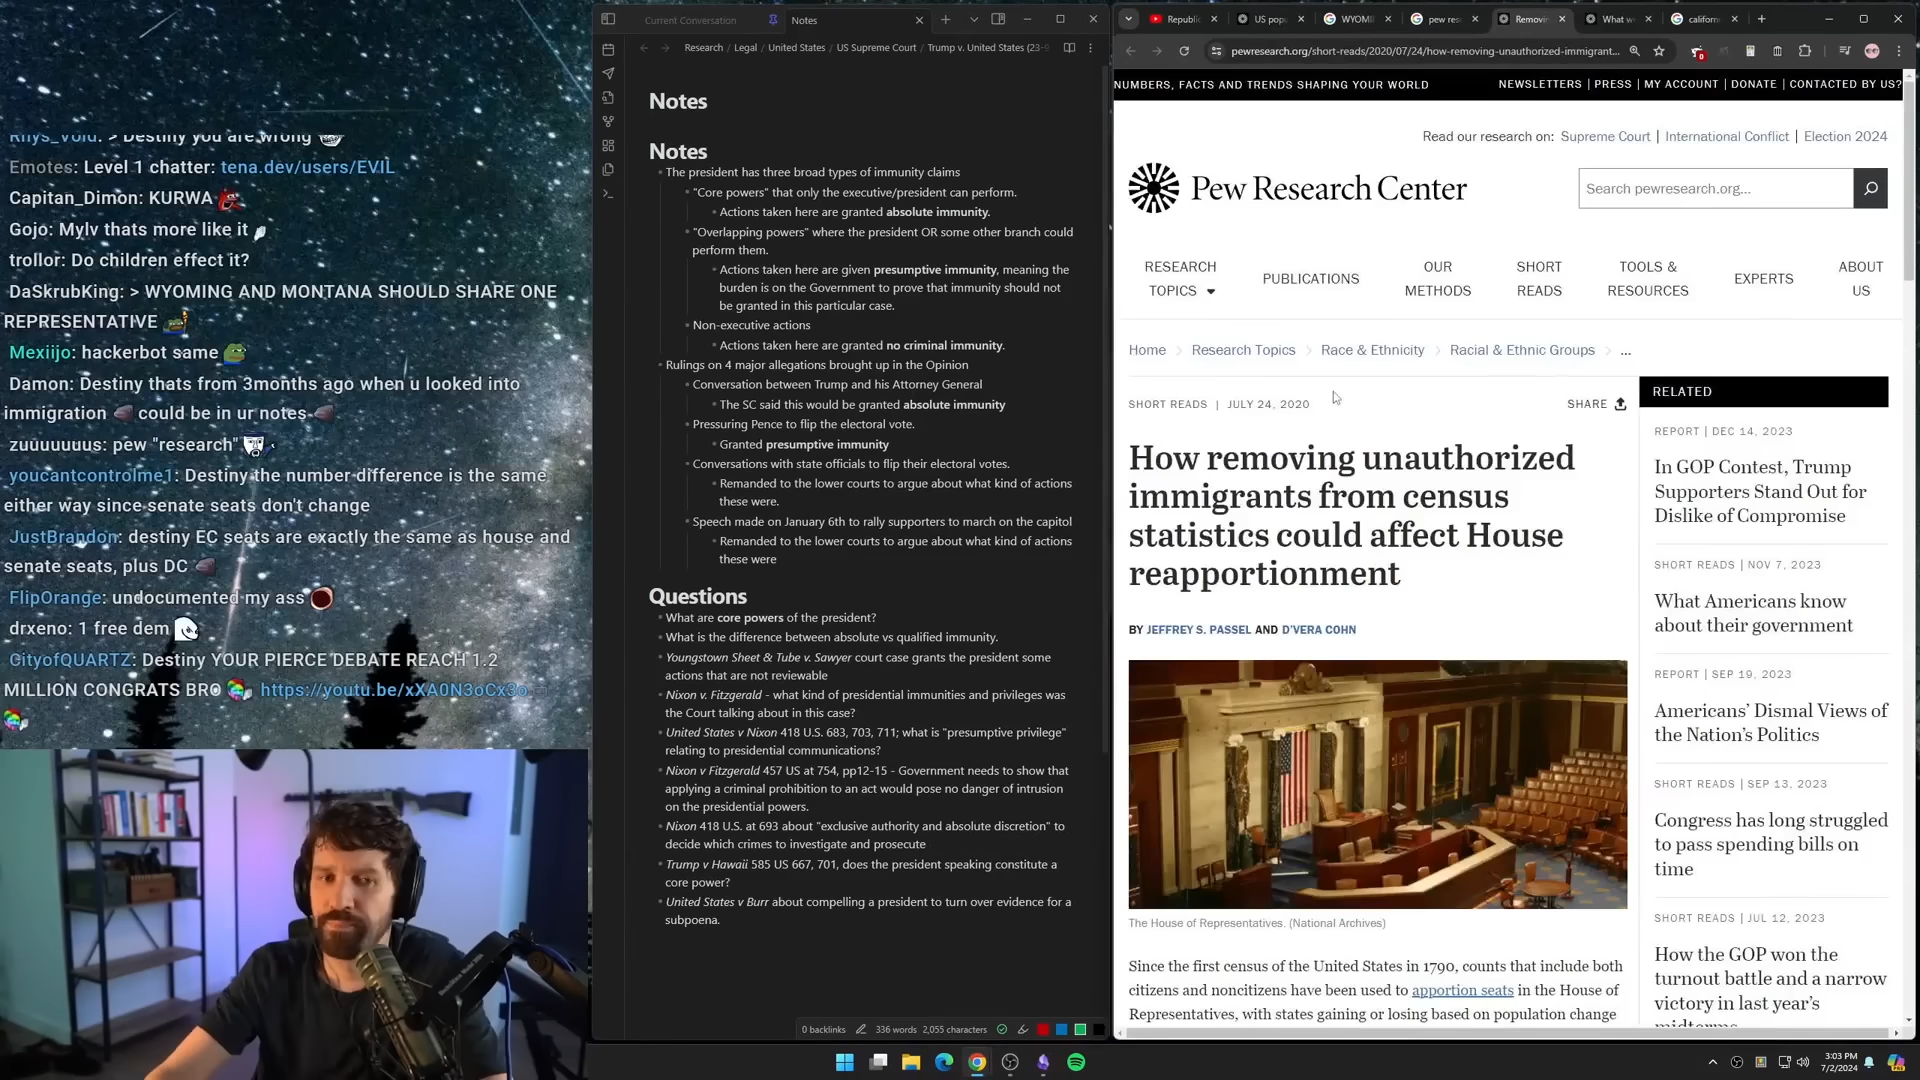 Rhys_Void: > Destiny you are wrong
Emotes: Level 1 chatter: tena.dev/users/EVIL
Capitan_Dimon: KURWA
Gojo: Mylv thats more like it
trollor: Do children effect it?
DaSkrubKing: > WYOMING AND MONTANA SHOULD SHARE ONE
REPRESENTATIVE
Mexiijo: hackerbot same
Damon: Destiny thats from 3months ago when u looked into
immigration could be in ur notes
zuuuuuuus: pew "research"
youcantcontrolme1: Destiny the number difference is the same
either way since senate seats don't change
JustBrandon: destiny EC seats are exactly the same as house and
senate seats, plus DC
FlipOrange: undocumented my ass
drxeno: 1 free dem
CityofQUARTZ: Destiny YOUR PIERCE DEBATE REACH 1.2
MILLION CONGRATS BRO https://youtu.be/xXA0N3oCx3o
Current Conversation
Notes
Research / Legal / United States / US Supreme Court / Trump v. United States (23-9
Notes
Notes
The president has three broad types of immunity claims
"Core powers" that only the executive/president can perform.
Actions taken here are granted absolute immunity.
"Overlapping powers" where the president OR some other branch could
perform them.
Actions taken here are given presumptive immunity, meaning the
burden is on the Government to prove that immunity should not
be granted in this particular case.
Non-executive actions
Actions taken here are granted no criminal immunity.
Rulings on 4 major allegations brought up in the Opinion
Conversation between Trump and his Attorney General
The SC said this would be granted absolute immunity
Pressuring Pence to flip the electoral vote.
Granted presumptive immunity
Conversations with state officials to flip their electoral votes.
Remanded to the lower courts to argue about what kind of actions
these were.
Speech made on January 6th to rally supporters to march on the capitol
Remanded to the lower courts to argue about what kind of actions
these were
Questions
What are core powers of the president?
What is the difference between absolute vs qualified immunity.
Youngstown Sheet & Tube v. Sawyer court case grants the president some
actions that are not reviewable
Nixon v. Fitzgerald - what kind of presidential immunities and privileges was
the Court talking about in this case?
United States v Nixon 418 U.S. 683, 703, 711; what is "presumptive privilege"
relating to presidential communications?
Nixon v Fitzgerald 457 US at 754, pp12-15 - Government needs to show that
applying a criminal prohibition to an act would pose no danger of intrusion
on the presidential powers.
Nixon 418 U.S. at 693 about "exclusive authority and absolute discretion" to
decide which crimes to investigate and prosecute
Trump v Hawaii 585 US 667, 701, does the president speaking constitute a
core power?
United States v Burr about compelling a president to turn over evidence for a
subpoena.
0 backlinks 336 words 2,055 characters
Republi
US popu
WYOMI
pew res
Removin
What w
californ
pewresearch.org/short-reads/2020/07/24/how-removing-unauthorized-immigrant...
0
NUMBERS, FACTS AND TRENDS SHAPING YOUR WORLD
NEWSLETTERS | PRESS | MY ACCOUNT | DONATE | CONTACTED BY US?
Read our research on: Supreme Court | International Conflict | Election 2024
Pew Research Center
Search pewresearch.org...
RESEARCH
TOPICS
PUBLICATIONS
OUR
METHODS
SHORT
READS
TOOLS &
RESOURCES
EXPERTS
ABOUT
US
Home > Research Topics > Race & Ethnicity > Racial & Ethnic Groups > ...
SHORT READS | JULY 24, 2020
SHARE
How removing unauthorized
immigrants from census
statistics could affect House
reapportionment
BY JEFFREY S. PASSEL AND D'VERA COHN
The House of Representatives. (National Archives)
Since the first census of the United States in 1790, counts that include both
citizens and noncitizens have been used to apportion seats in the House of
Representatives, with states gaining or losing based on population change
RELATED
REPORT | DEC 14, 2023
In GOP Contest, Trump
Supporters Stand Out for
Dislike of Compromise
SHORT READS | NOV 7, 2023
What Americans know
about their government
REPORT | SEP 19, 2023
Americans' Dismal Views of
the Nation's Politics
SHORT READS | SEP 13, 2023
Congress has long struggled
to pass spending bills on
time
SHORT READS | JUL 12, 2023
How the GOP won the
turnout battle and a narrow
victory in last year's
midterms
3:03 PM
7/2/2024